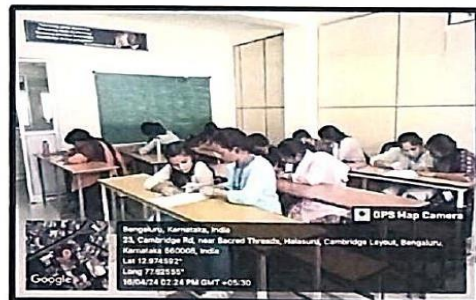 GPS Map Camera
Bengaluru, Karnataka, India
23, Cambridge Rd, near Sacred Threads, Halasuru, Cambridge Layout, Bengaluru,
Karnataka 560008, India
Lat 12.974592°
Long 77.62555°
16/04/24 02:24 PM GMT +05:30
Google